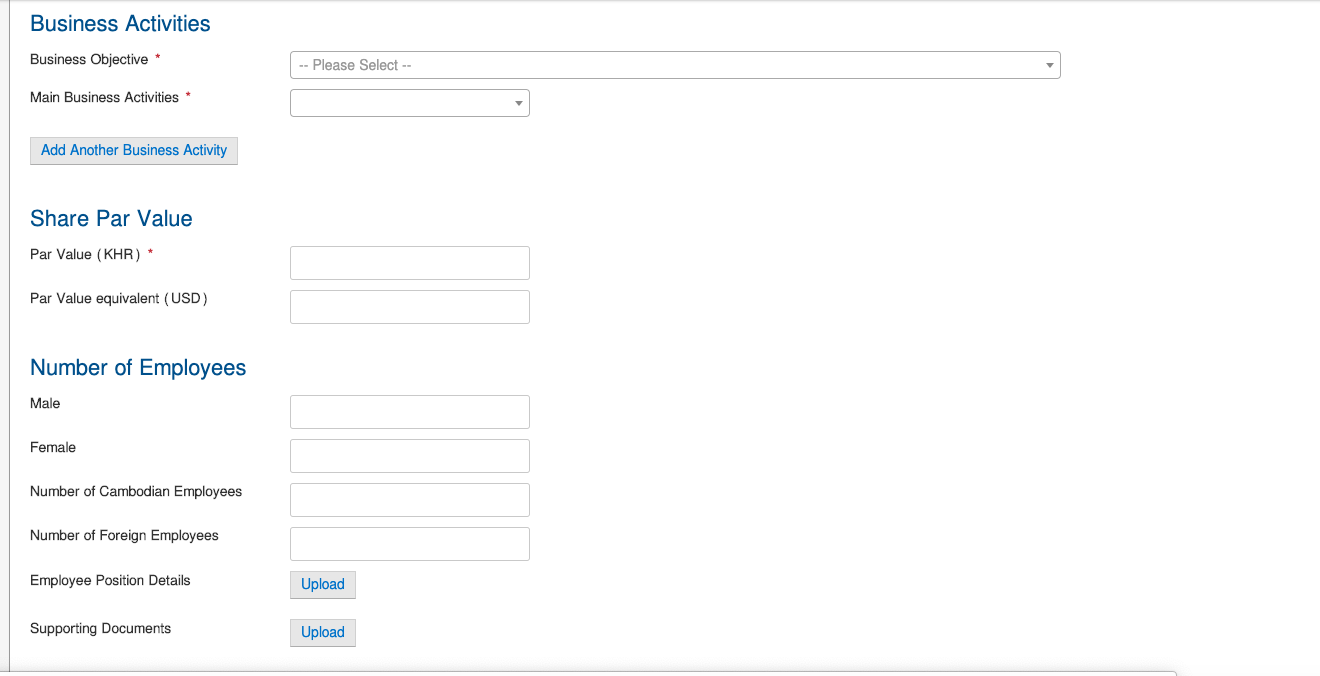 Business Activities
Business Objective *
-- Please Select --
Main Business Activities *
Add Another Business Activity
Share Par Value
Par Value (KHR) *
Par Value equivalent (USD)
Number of Employees
Male
Female
Number of Cambodian Employees
Number of Foreign Employees
Employee Position Details
Upload
Supporting Documents
Upload